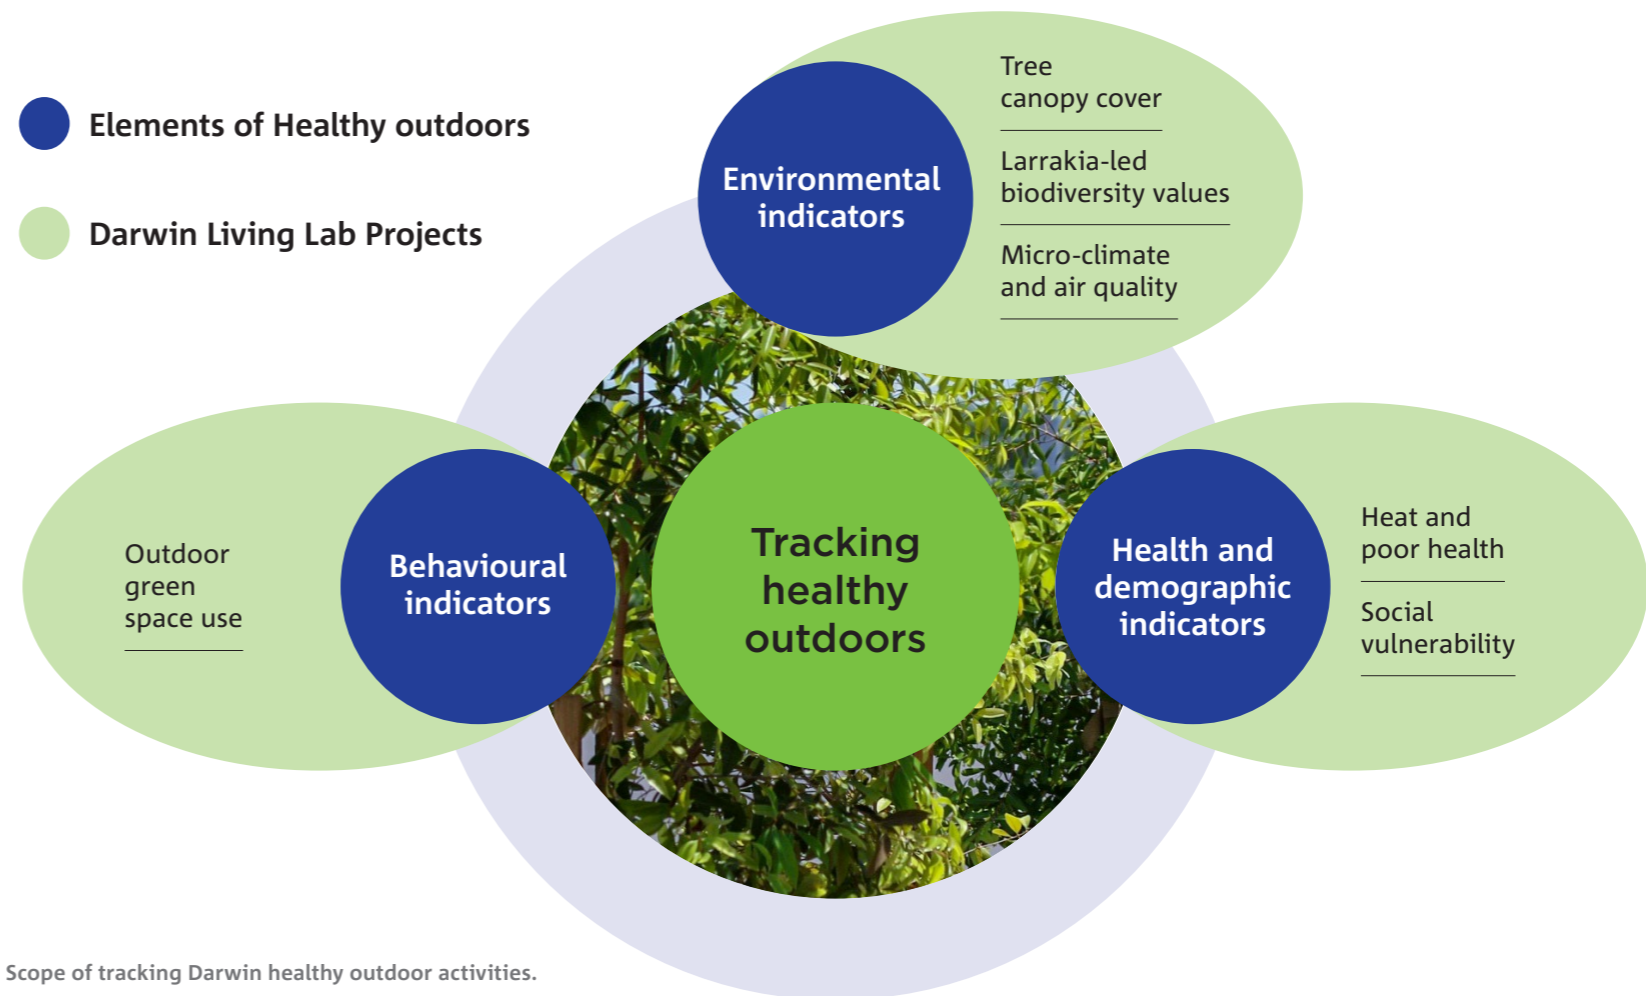 Elements of Healthy outdoors
Darwin Living Lab Projects
Environmental
indicators
Tree
canopy cover
Larrakia-led
biodiversity values
Micro-climate
and air quality
Outdoor
green
space use
Behavioural
indicators
Tracking
healthy
outdoors
Health and
demographic
indicators
Heat and
poor health
Social
vulnerability
Scope of tracking Darwin healthy outdoor activities.